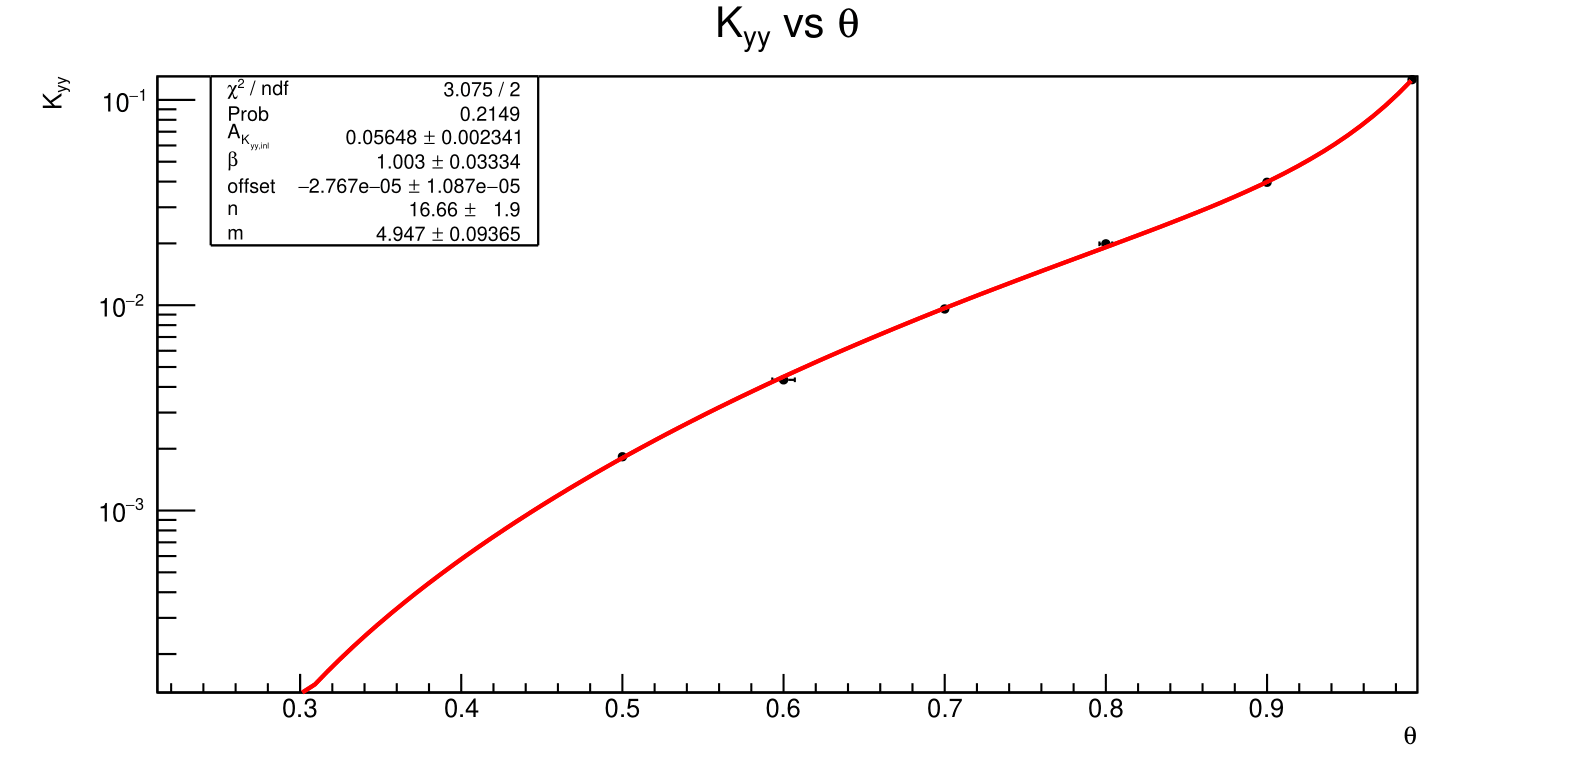 K_yy vs θ
K_yy
χ² / ndf 3.075 / 2
Prob 0.2149
A_K_yy,inl 0.05648 ± 0.002341
β 1.003 ± 0.03334
offset −2.767e−05 ± 1.087e−05
n 16.66 ± 1.9
m 4.947 ± 0.09365
10⁻¹
10⁻²
10⁻³
0.3 0.4 0.5 0.6 0.7 0.8 0.9
θ